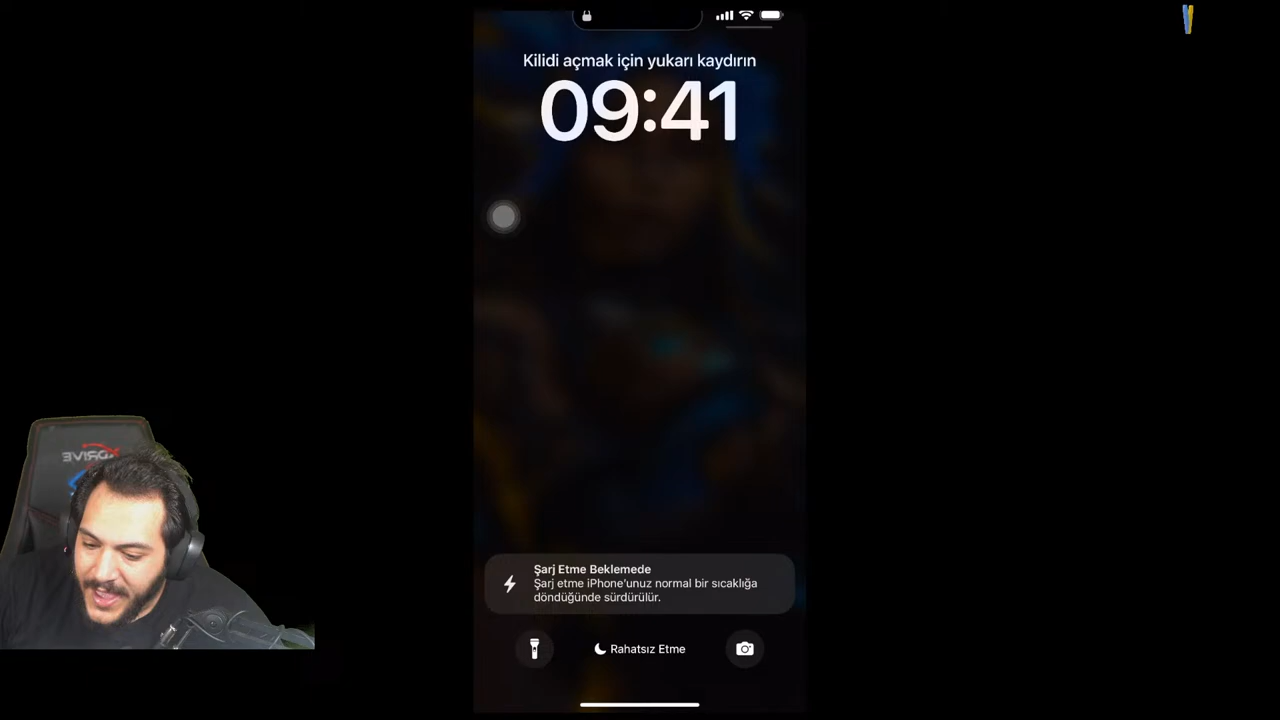 Kilidi açmak için yukarı kaydırın
09:41
Şarj Etme Beklemede
Şarj etme iPhone'unuz normal bir sıcaklığa
döndüğünde sürdürülür.
Rahatsız Etme
DRIVE